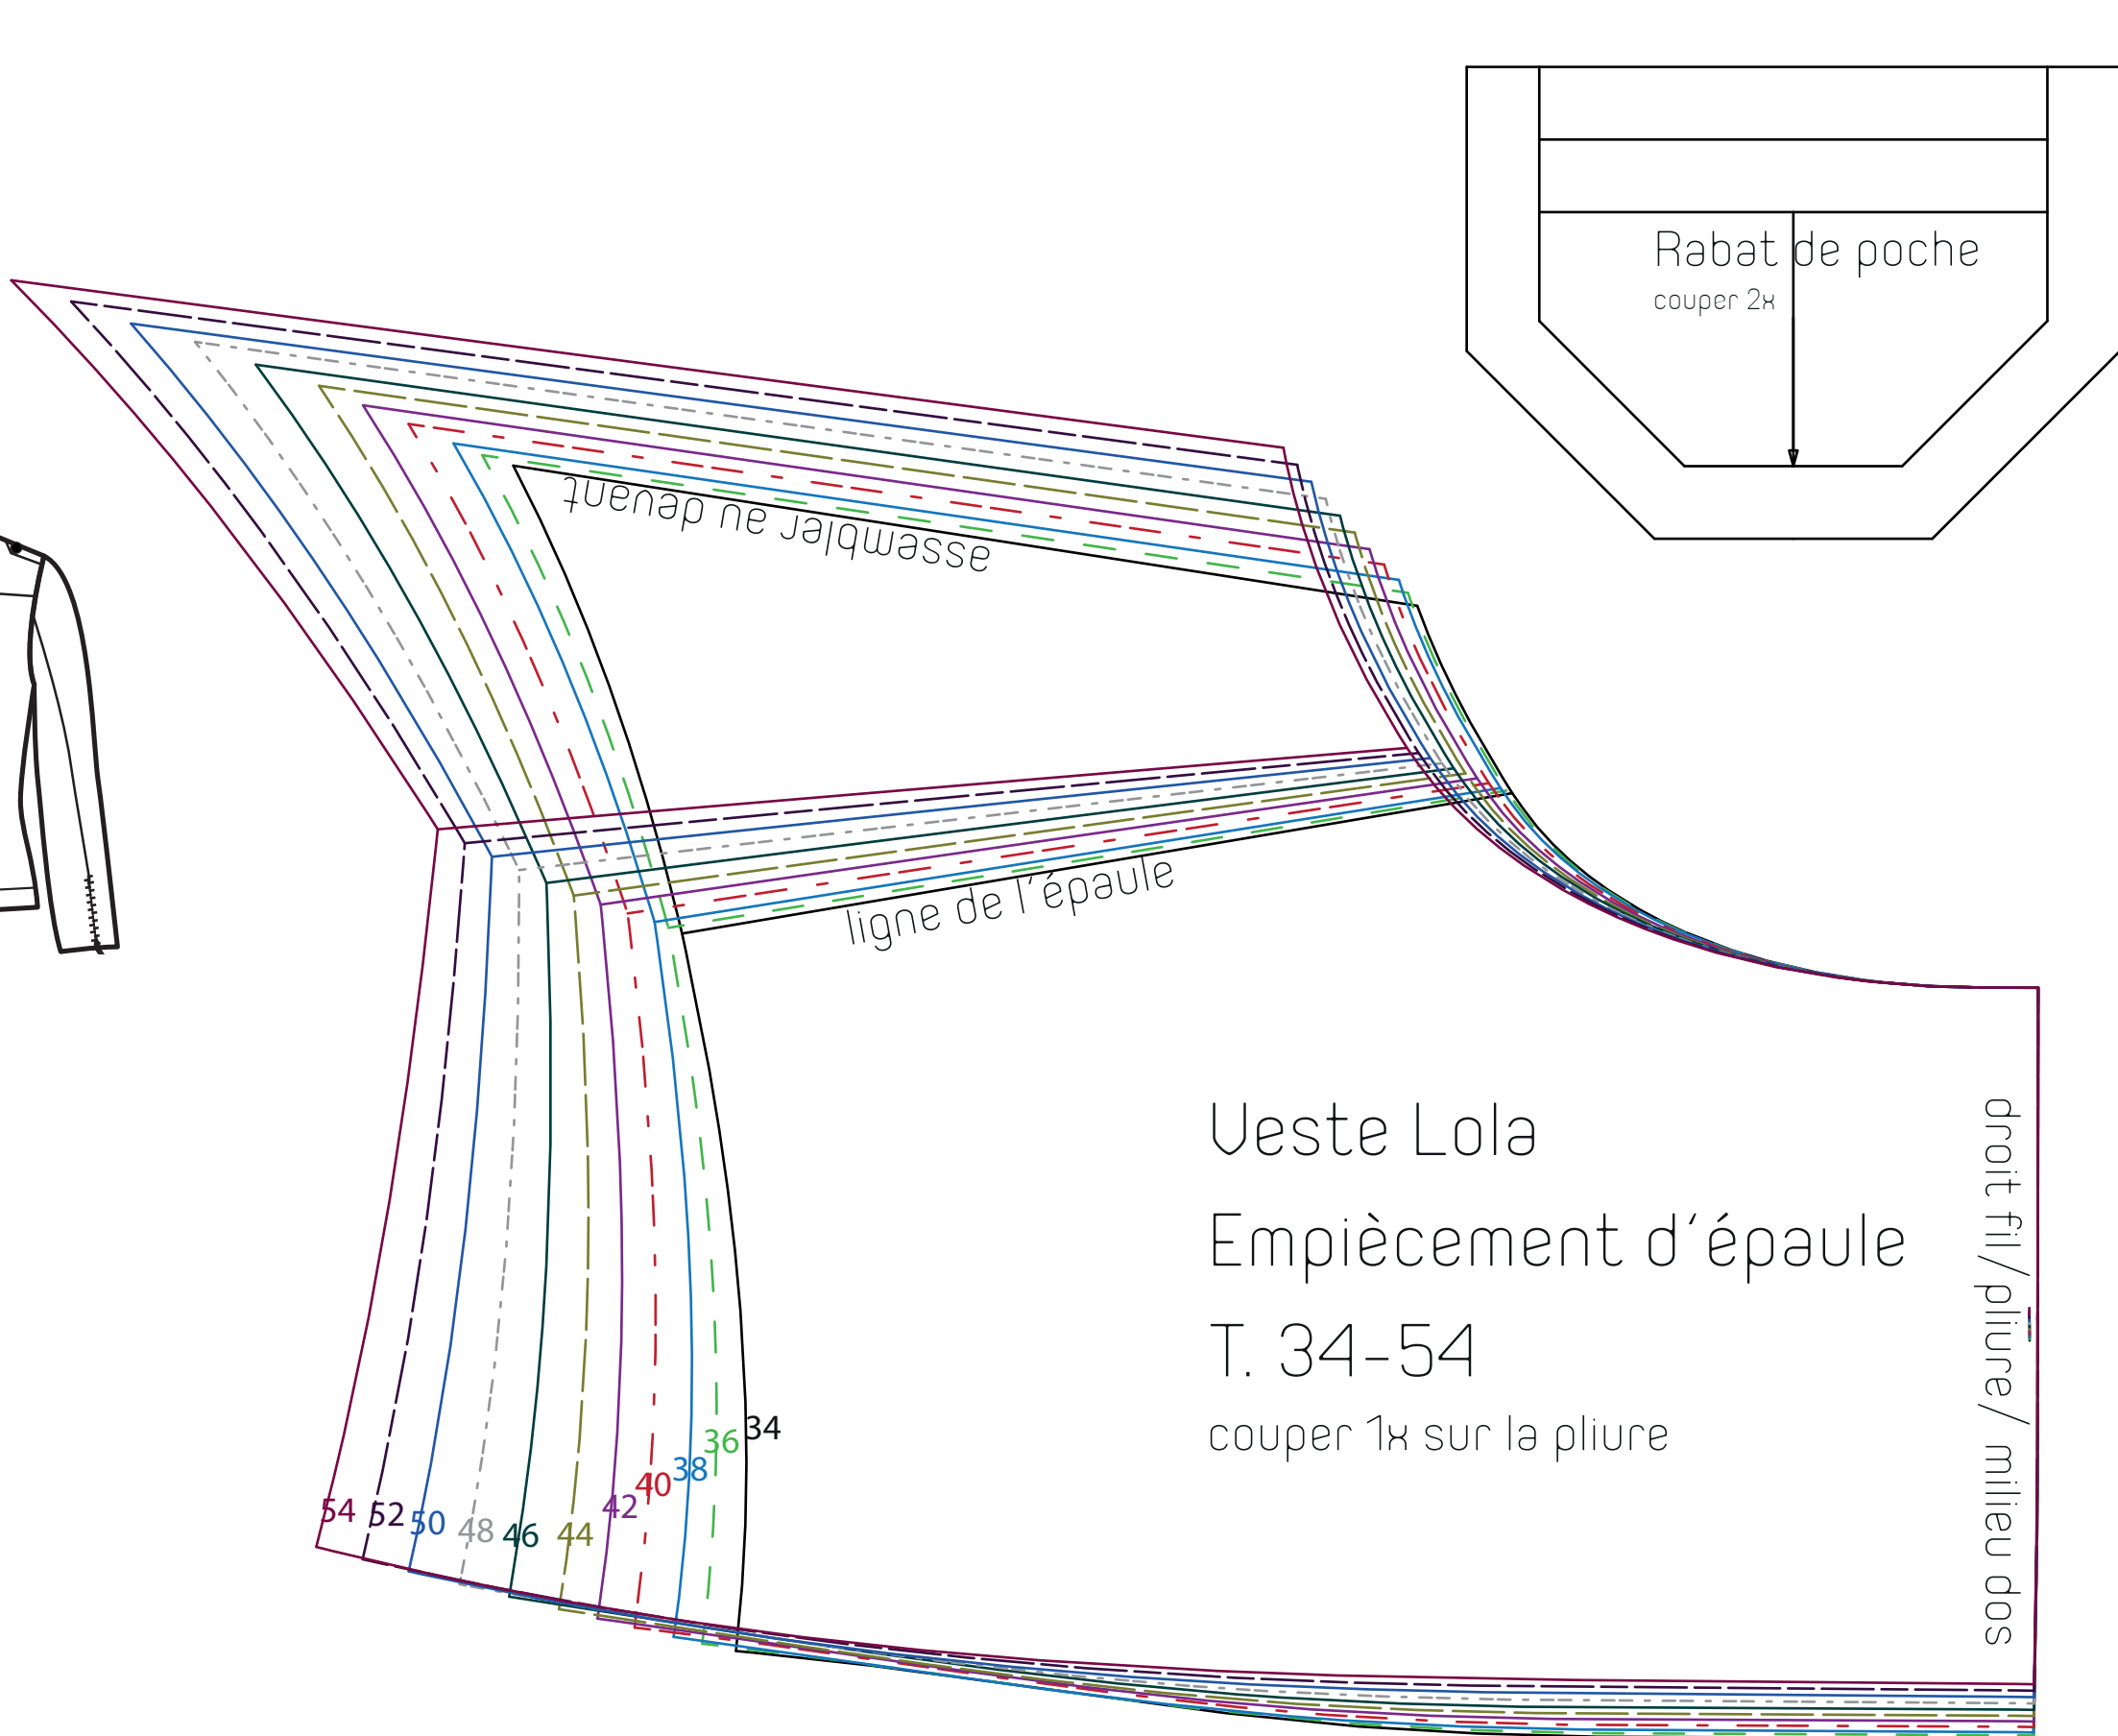 Rabat de poche
couper 2x
assembler au devant
ligne de l'épaule
Veste Lola
Empiècement d'épaule
T. 34-54
couper 1x sur la pliure
droit fil/pliure/ milieu dos
34
36
38
40
42
44
46
48
50
52
54